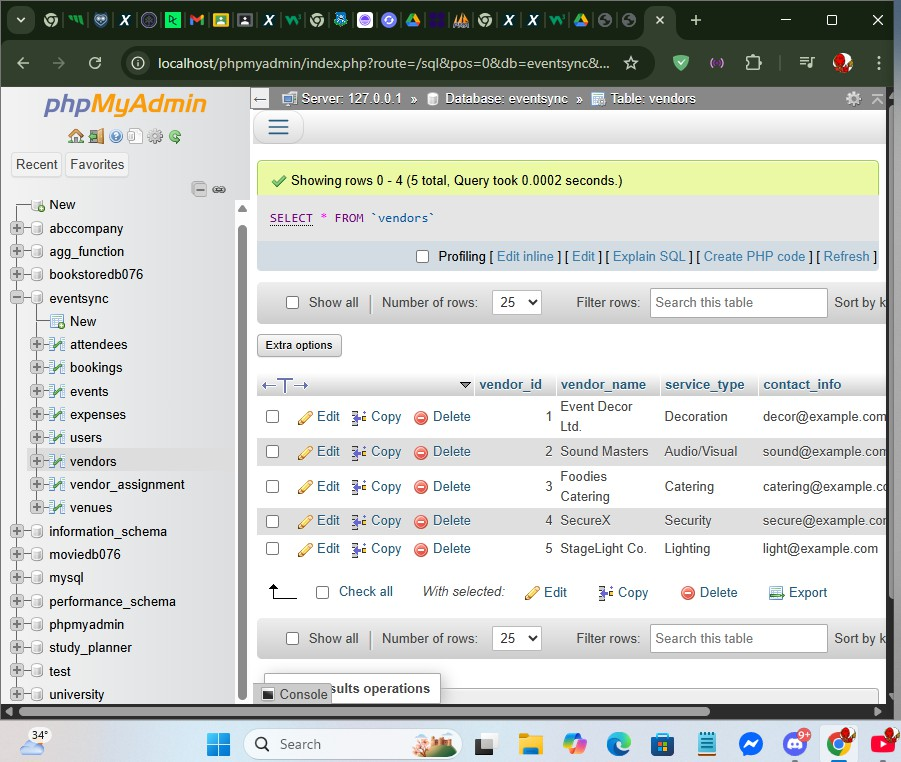 localhost/phpmyadmin/index.php?route=/sql&pos=0&db=eventsync&...
phpMyAdmin
Recent Favorites
New
abccompany
agg_function
bookstoredb076
eventsync
New
attendees
bookings
events
expenses
users
vendors
vendor_assignment
venues
information_schema
moviedb076
mysql
performance_schema
phpmyadmin
study_planner
test
university
Server: 127.0.0.1 » Database: eventsync » Table: vendors
Showing rows 0 - 4 (5 total, Query took 0.0002 seconds.)
SELECT * FROM `vendors`
Profiling [ Edit inline ] [ Edit ] [ Explain SQL ] [ Create PHP code ] [ Refresh ]
Show all | Number of rows: 25 Filter rows: Search this table Sort by k
Extra options
vendor_id vendor_name service_type contact_info
Edit Copy Delete 1 Event Decor Ltd. Decoration decor@example.com
Edit Copy Delete 2 Sound Masters Audio/Visual sound@example.com
Edit Copy Delete 3 Foodies Catering Catering catering@example.co
Edit Copy Delete 4 SecureX Security secure@example.com
Edit Copy Delete 5 StageLight Co. Lighting light@example.com
Check all With selected: Edit Copy Delete Export
Show all | Number of rows: 25 Filter rows: Search this table Sort by k
Console sults operations
34°
Search
9+